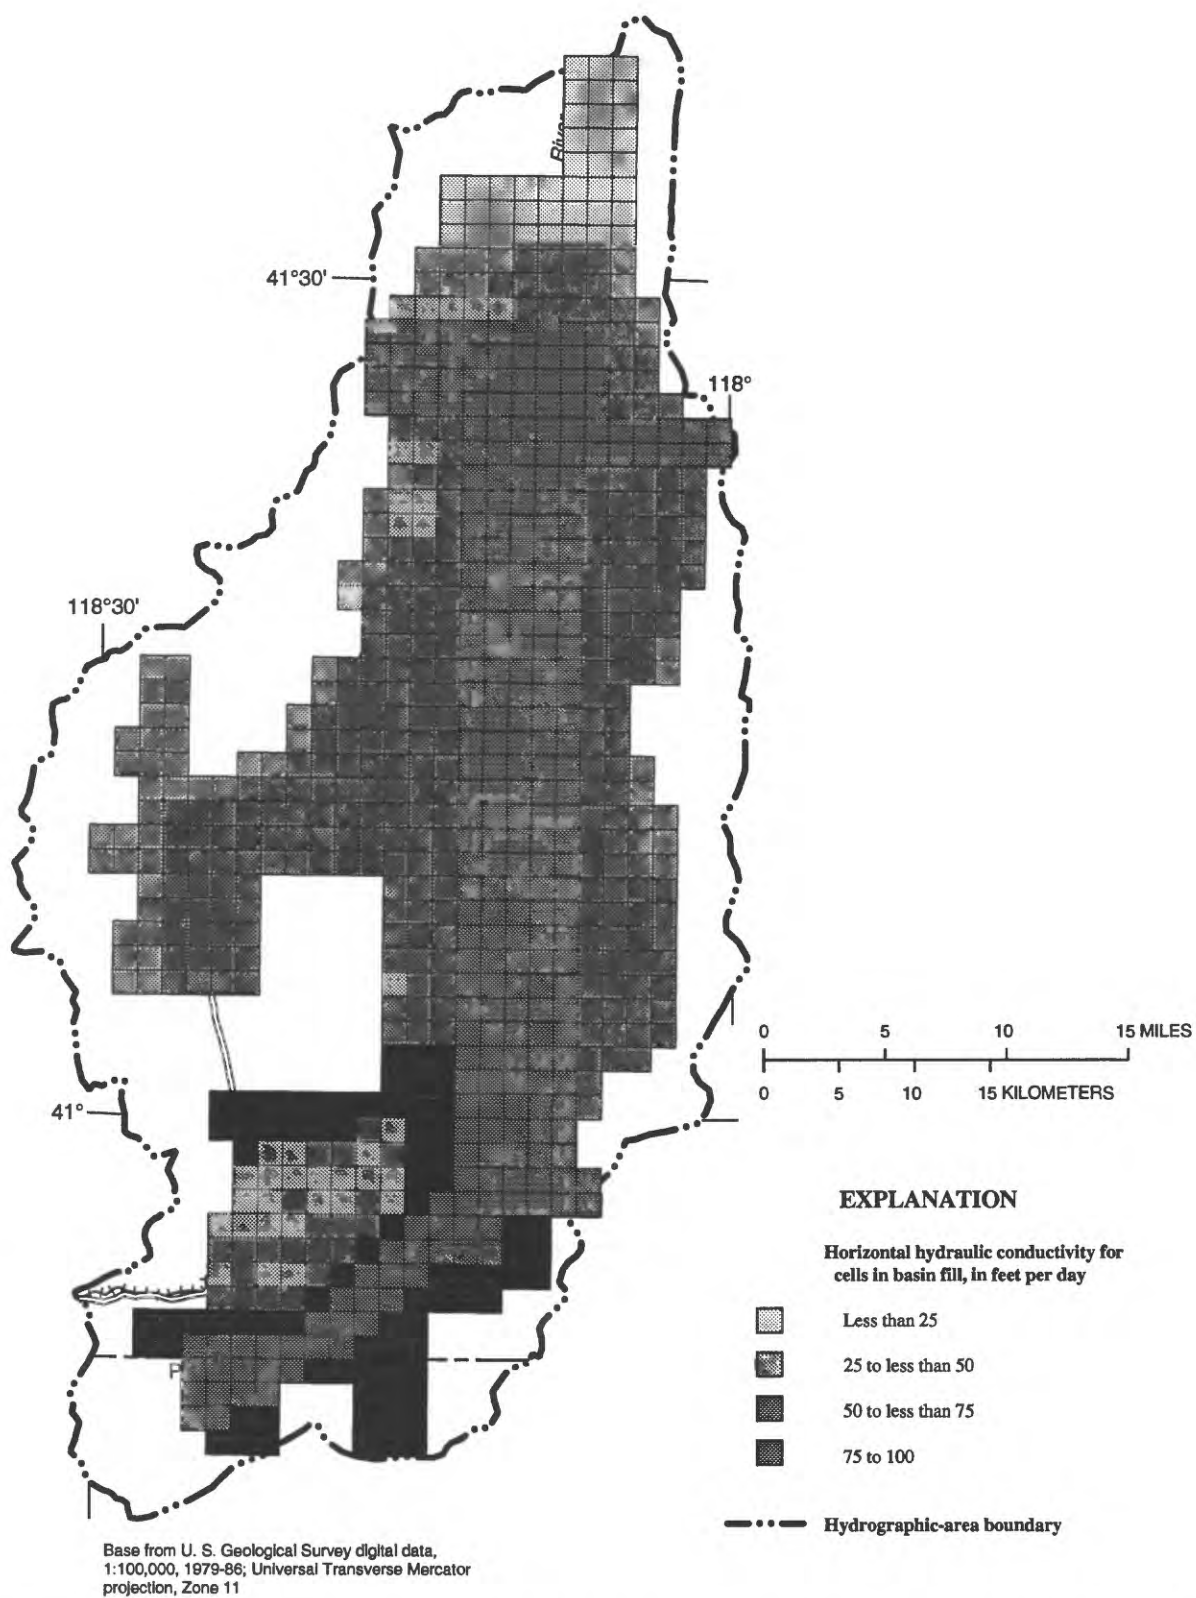 River
41°30'
118°
118°30'
0 5 10 15 MILES
0 5 10 15 KILOMETERS
41°
EXPLANATION
Horizontal hydraulic conductivity for
cells in basin fill, in feet per day
Less than 25
25 to less than 50
50 to less than 75
75 to 100
P
Hydrographic-area boundary
Base from U. S. Geological Survey digital data,
1:100,000, 1979-86; Universal Transverse Mercator
projection, Zone 11